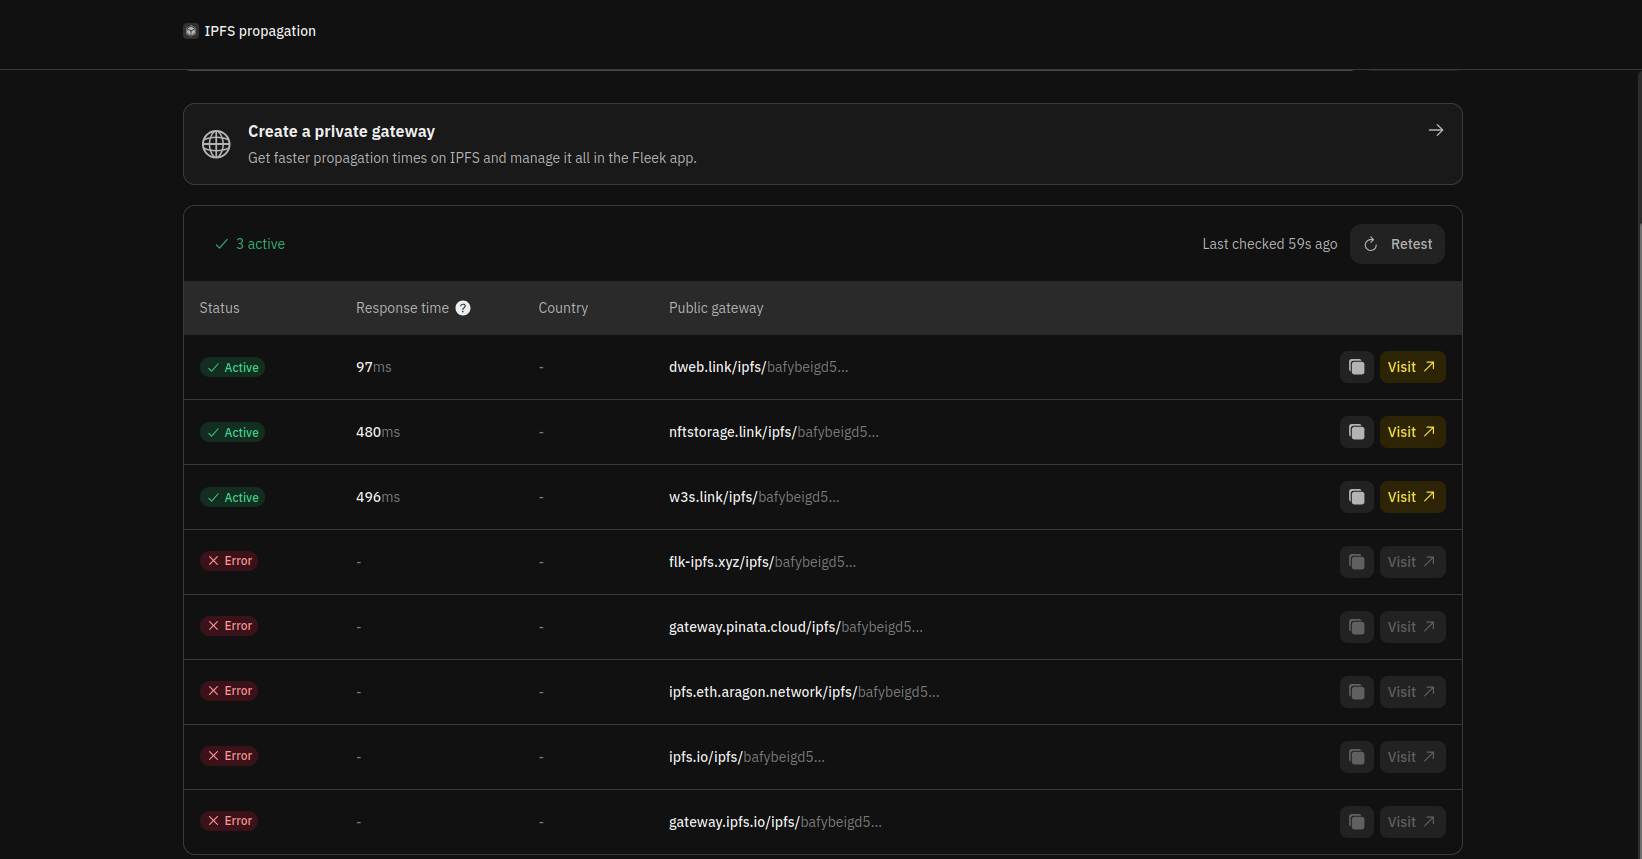 IPFS propagation
Create a private gateway
Get faster propagation times on IPFS and manage it all in the Fleek app.
3 active
Last checked 59s ago Retest
Status Response time ? Country Public gateway
Active 97ms - dweb.link/ipfs/bafybeigd5... Visit
Active 480ms - nftstorage.link/ipfs/bafybeigd5... Visit
Active 496ms - w3s.link/ipfs/bafybeigd5... Visit
Error - - flk-ipfs.xyz/ipfs/bafybeigd5... Visit
Error - - gateway.pinata.cloud/ipfs/bafybeigd5... Visit
Error - - ipfs.eth.aragon.network/ipfs/bafybeigd5... Visit
Error - - ipfs.io/ipfs/bafybeigd5... Visit
Error - - gateway.ipfs.io/ipfs/bafybeigd5... Visit